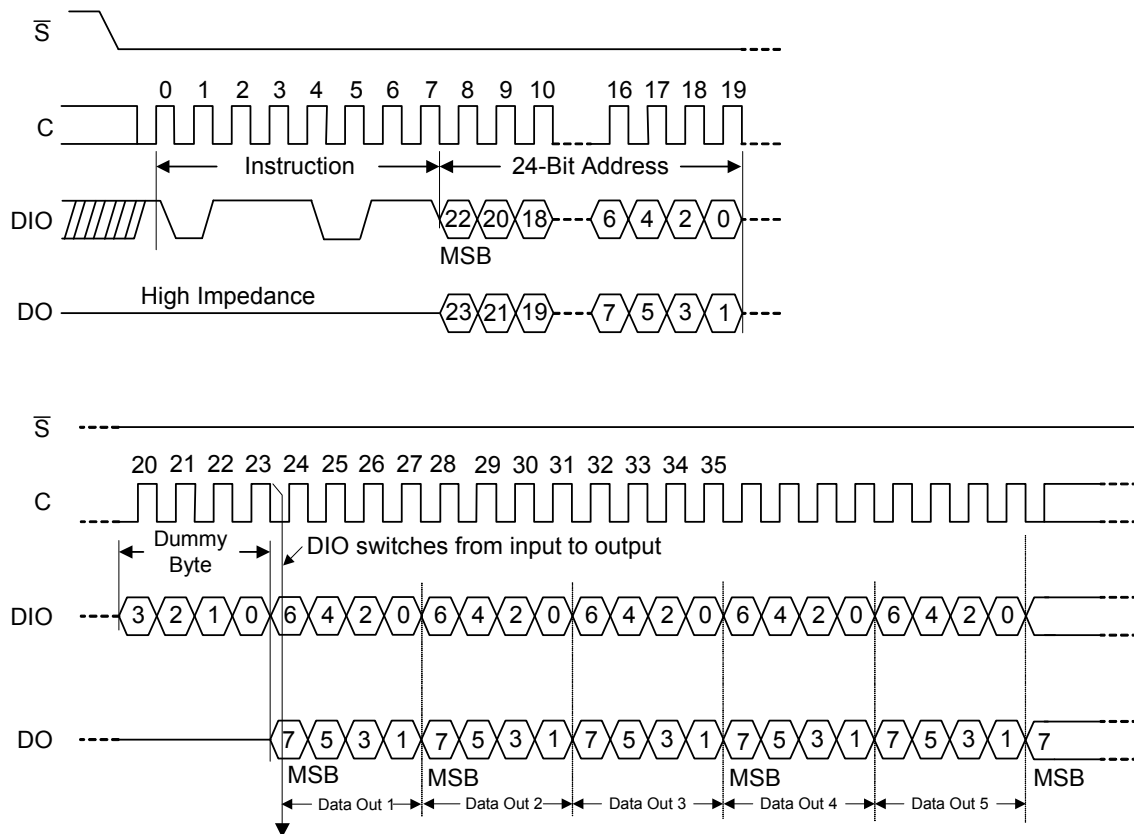 S̅
0 1 2 3 4 5 6 7 8 9 10 16 17 18 19
C
Instruction 24-Bit Address
DIO 22 20 18 6 4 2 0
MSB
High Impedance
DO 23 21 19 7 5 3 1
S̅
20 21 22 23 24 25 26 27 28 29 30 31 32 33 34 35
C
Dummy
Byte
DIO switches from input to output
DIO 3 2 1 0 6 4 2 0 6 4 2 0 6 4 2 0 6 4 2 0 6 4 2 0
DO 7 5 3 1 7 5 3 1 7 5 3 1 7 5 3 1 7 5 3 1 7
MSB MSB MSB MSB
Data Out 1 Data Out 2 Data Out 3 Data Out 4 Data Out 5